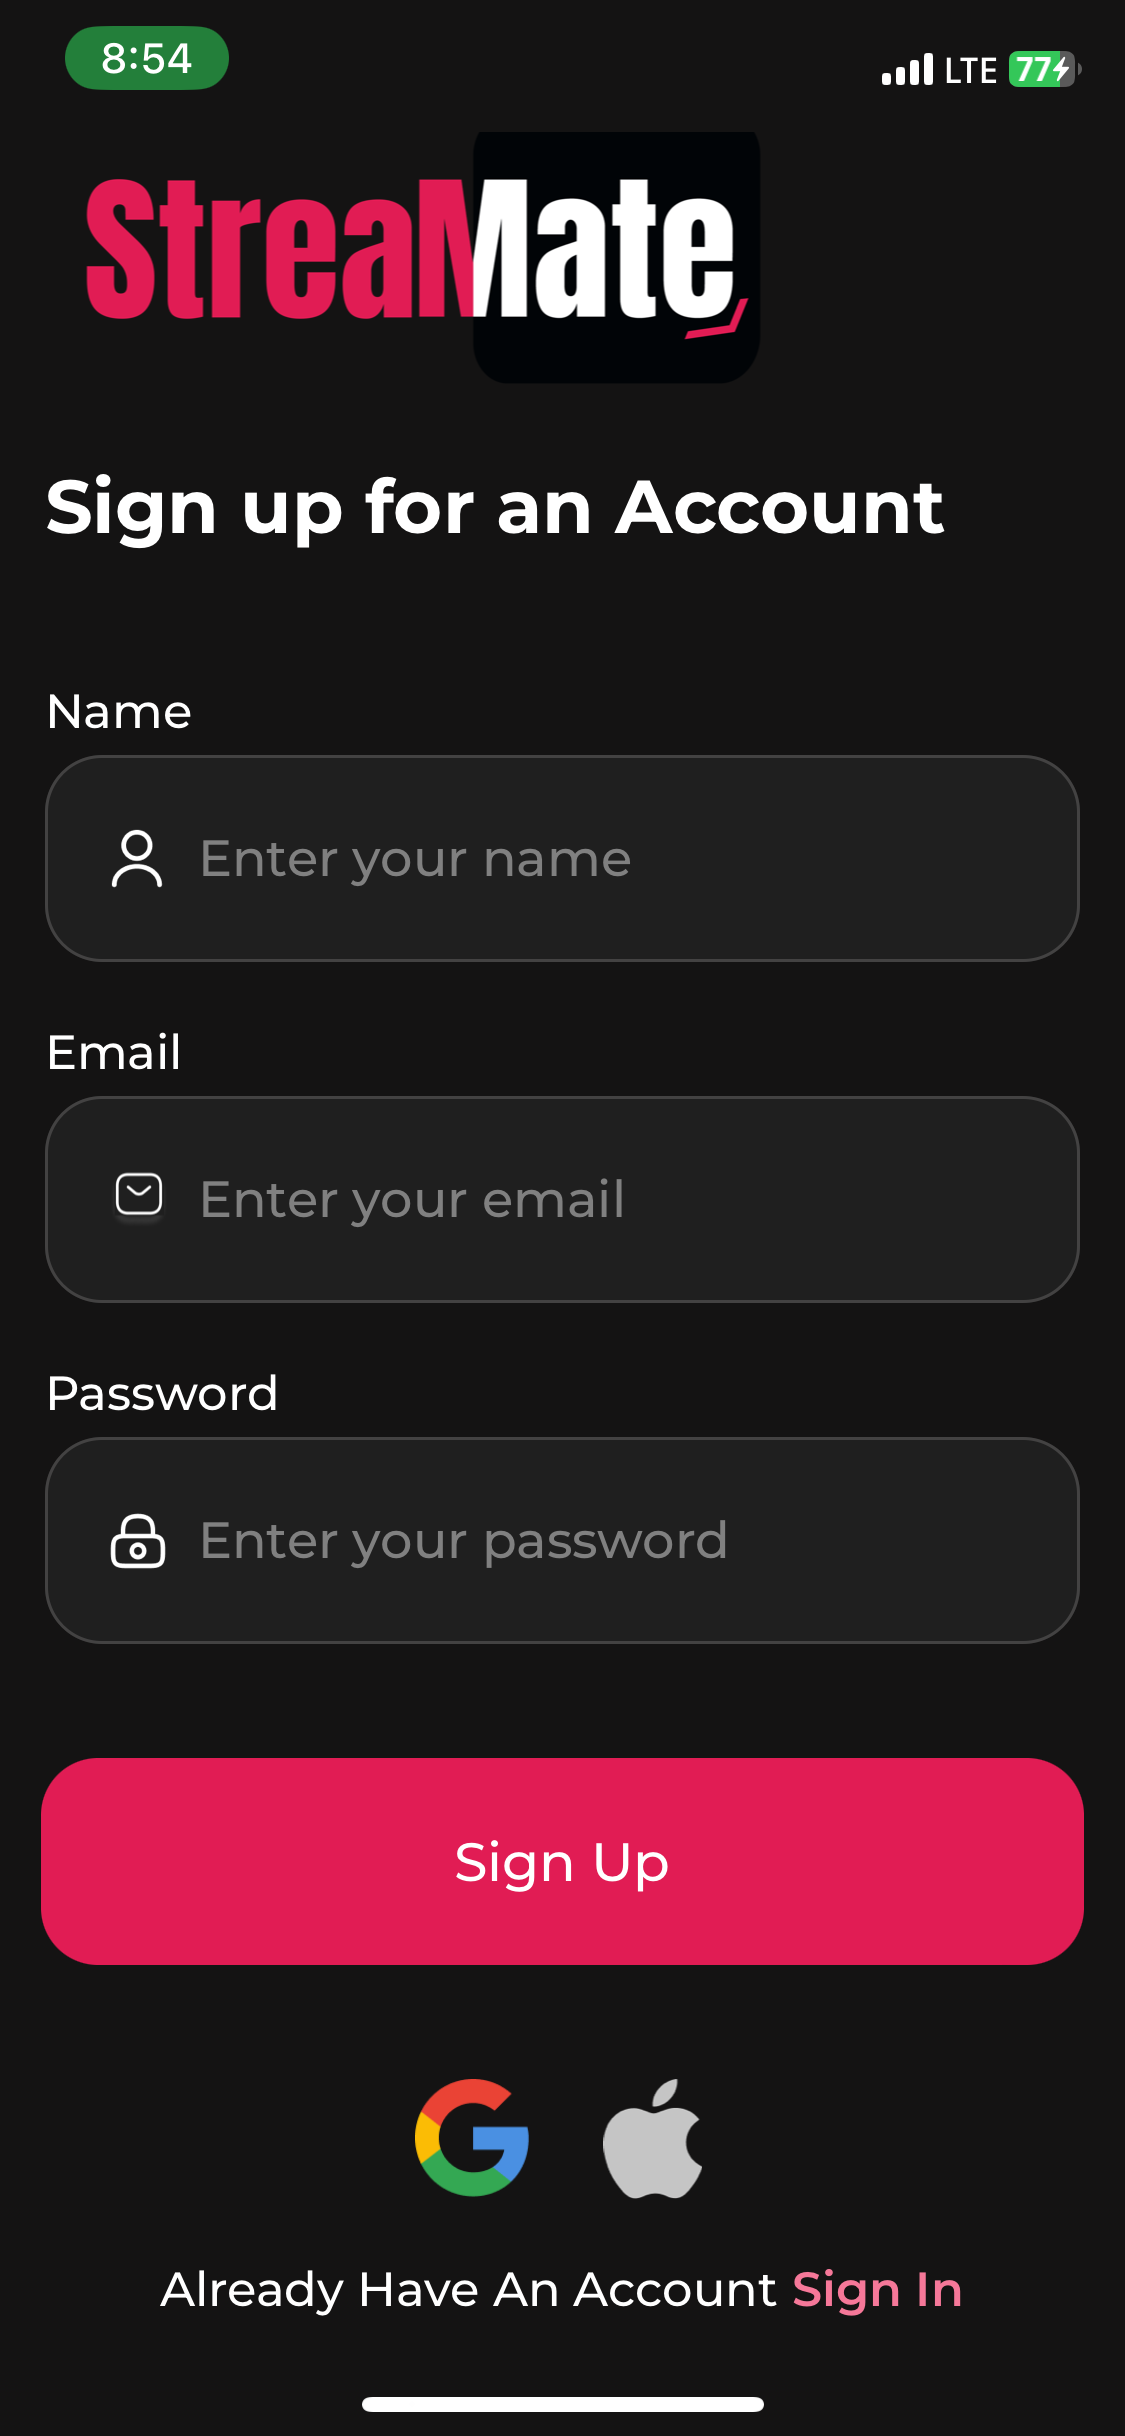 8:54 LTE 77
StreaMate
Sign up for an Account
Name
Enter your name
Email
Enter your email
Password
Enter your password
Sign Up
Already Have An Account Sign In